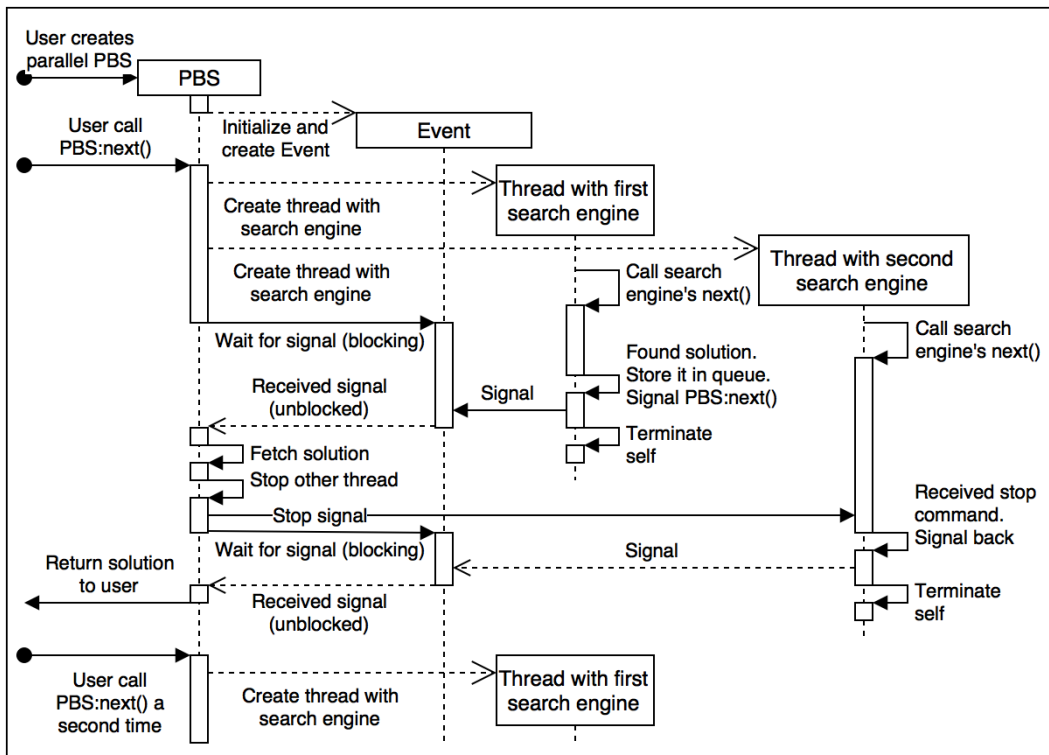 User creates
parallel PBS
PBS
Initialize and
create Event
Event
User call
PBS:next()
Thread with first
search engine
Create thread with
search engine
Thread with second
search engine
Create thread with
search engine
Call search
engine's next()
Call search
engine's next()
Wait for signal (blocking)
Found solution.
Store it in queue.
Signal PBS:next()
Received signal
(unblocked)
Signal
Terminate
self
Fetch solution
Stop other thread
Stop signal
Received stop
command.
Signal back
Wait for signal (blocking)
Signal
Return solution
to user
Received signal
(unblocked)
Terminate
self
User call
PBS:next() a
second time
Create thread with
search engine
Thread with first
search engine